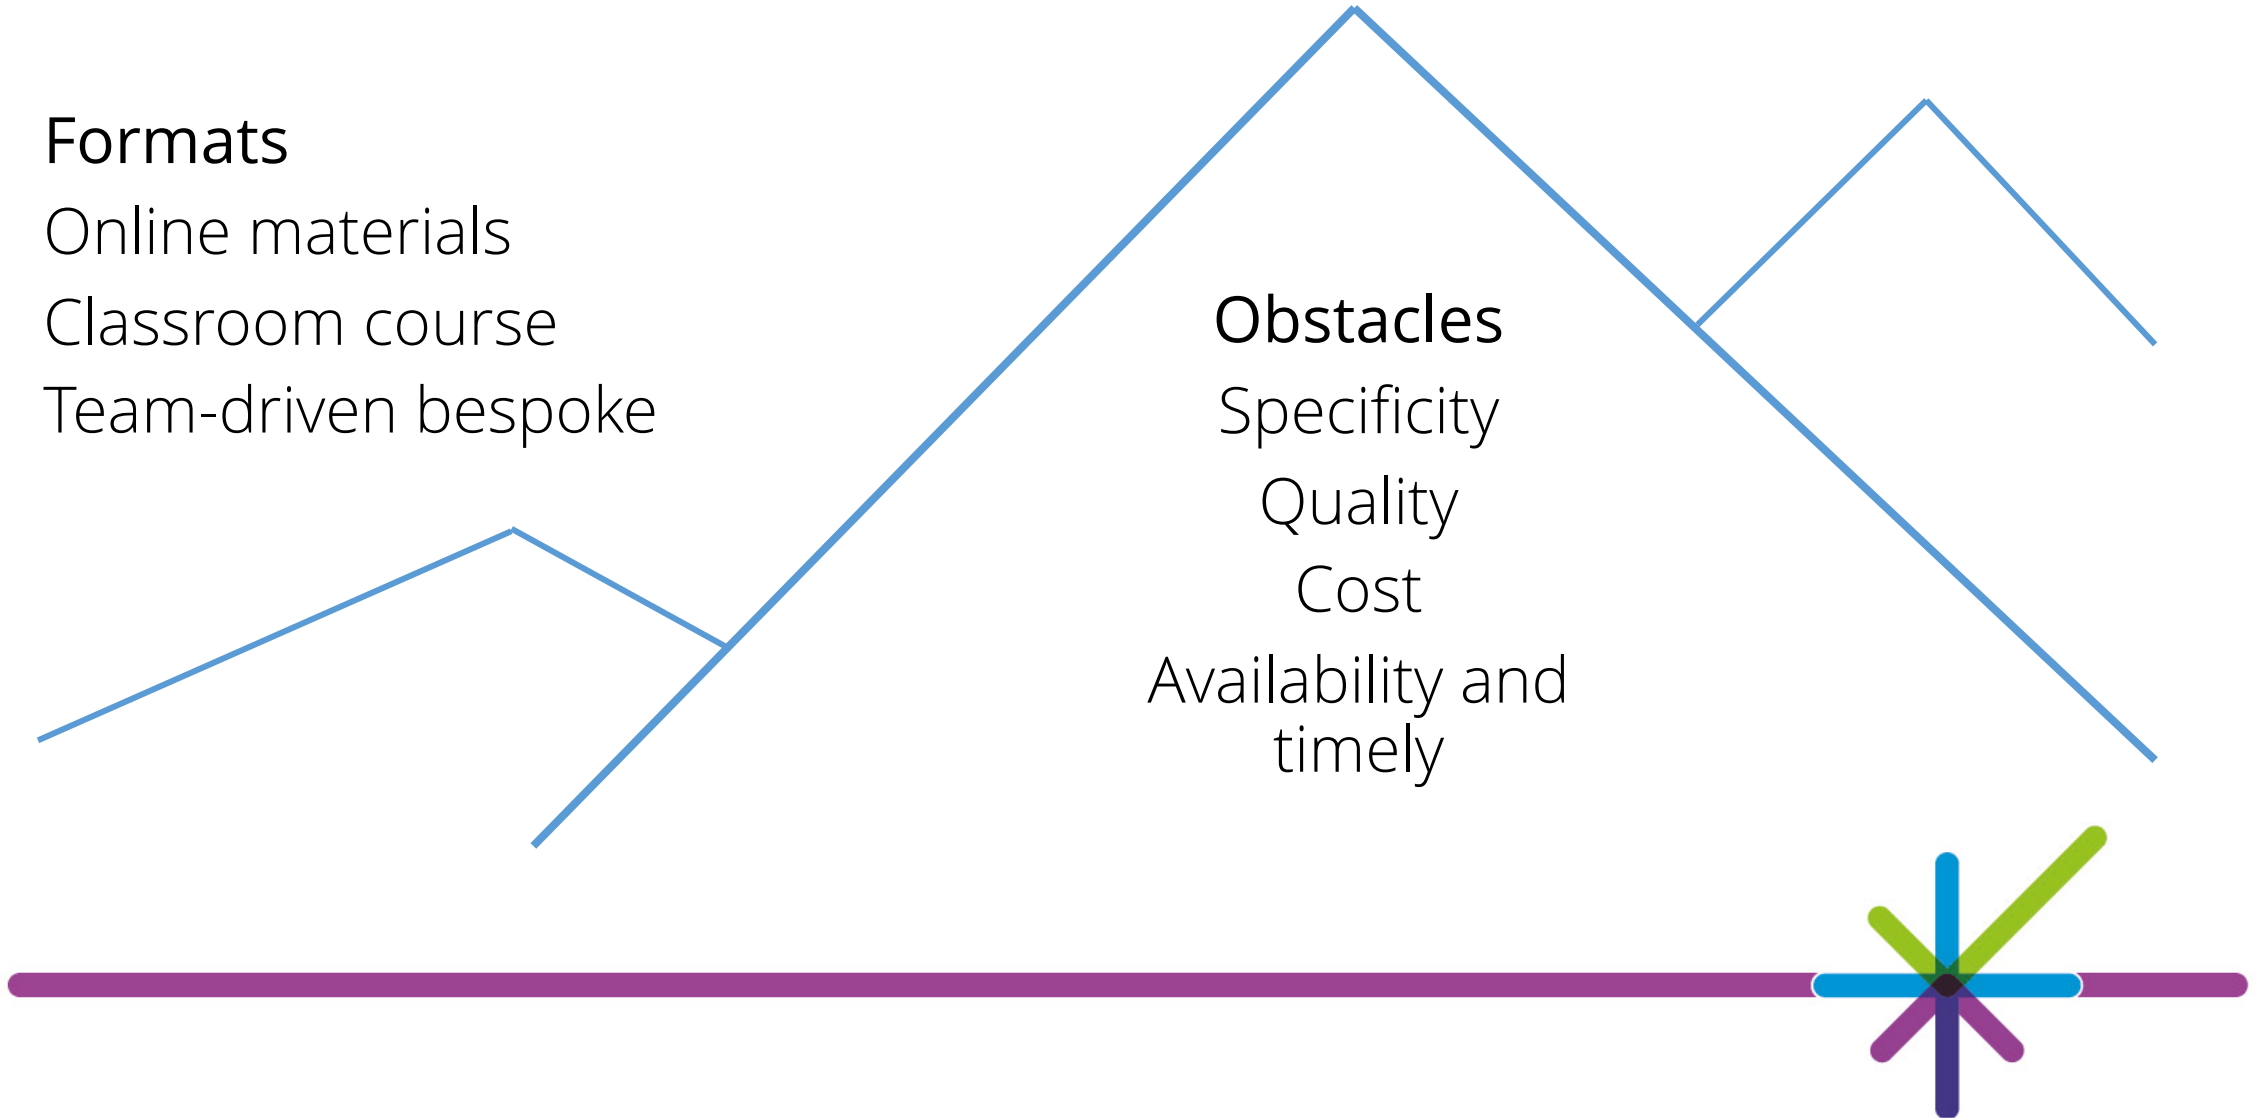 Formats
Online materials
Classroom course
Team-driven bespoke
Obstacles
Specificity
Quality
Cost
Availability and
timely